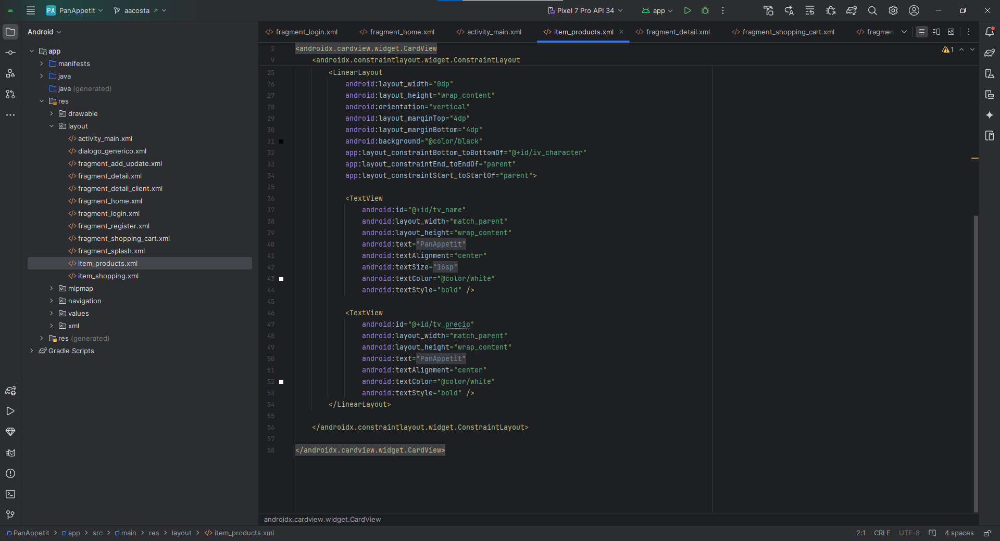 PA PanAppetit aacosta Pixel 7 Pro API 34 app
Android
app
manifests
java
java (generated)
res
drawable
layout
activity_main.xml
dialogo_generico.xml
fragment_add_update.xml
fragment_detail.xml
fragment_detail_client.xml
fragment_home.xml
fragment_login.xml
fragment_register.xml
fragment_shopping_cart.xml
fragment_splash.xml
item_products.xml
item_shopping.xml
mipmap
navigation
values
xml
res (generated)
Gradle Scripts
fragment_login.xml fragment_home.xml activity_main.xml item_products.xml fragment_detail.xml fragment_shopping_cart.xml fragmen
1
2 <androidx.cardview.widget.CardView
9 <androidx.constraintlayout.widget.ConstraintLayout
25 <LinearLayout
26 android:layout_width="0dp"
27 android:layout_height="wrap_content"
28 android:orientation="vertical"
29 android:layout_marginTop="4dp"
30 android:layout_marginBottom="4dp"
31 android:background="@color/black"
32 app:layout_constraintBottom_toBottomOf="@+id/iv_character"
33 app:layout_constraintEnd_toEndOf="parent"
34 app:layout_constraintStart_toStartOf="parent">
35
36 <TextView
37 android:id="@+id/tv_name"
38 android:layout_width="match_parent"
39 android:layout_height="wrap_content"
40 android:text="PanAppetit"
41 android:textAlignment="center"
42 android:textSize="16sp"
43 android:textColor="@color/white"
44 android:textStyle="bold" />
45
46 <TextView
47 android:id="@+id/tv_precio"
48 android:layout_width="match_parent"
49 android:layout_height="wrap_content"
50 android:text="PanAppetit"
51 android:textAlignment="center"
52 android:textColor="@color/white"
53 android:textStyle="bold" />
54 </LinearLayout>
55
56 </androidx.constraintlayout.widget.ConstraintLayout>
57
58 </androidx.cardview.widget.CardView>
androidx.cardview.widget.CardView
PanAppetit > app > src > main > res > layout > item_products.xml 2:1 CRLF UTF-8 4 spaces